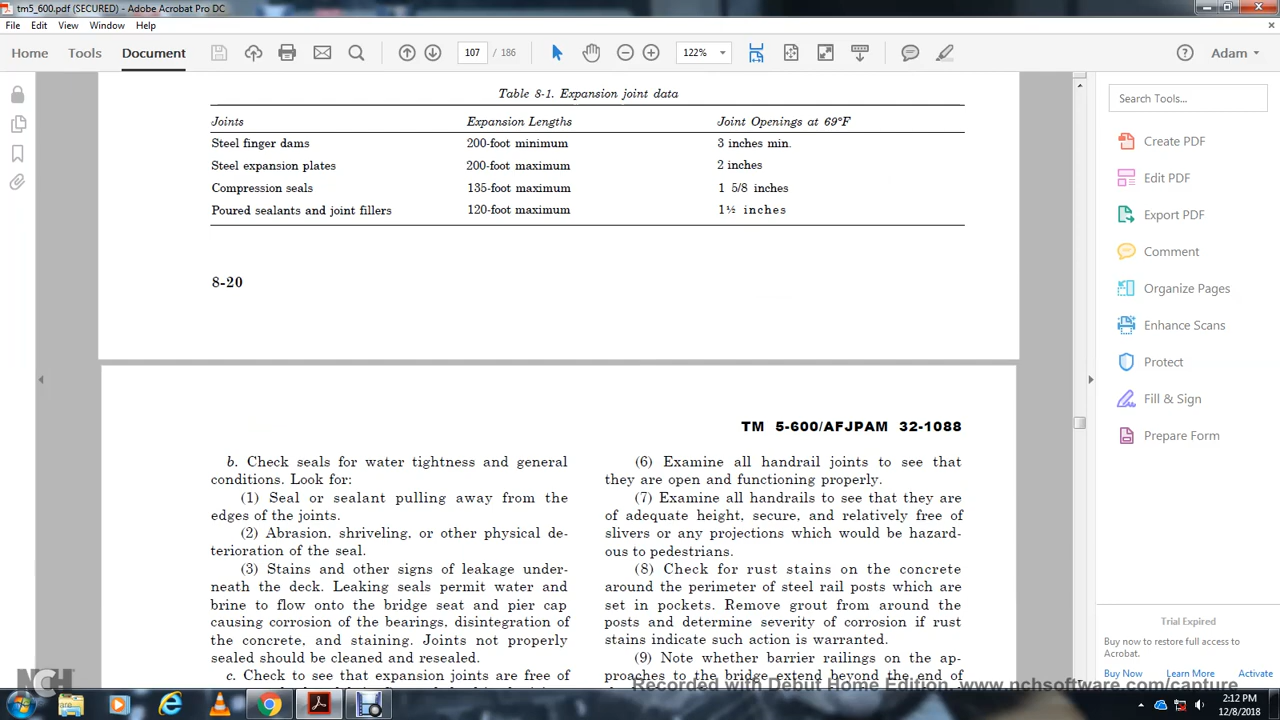 tm5_600.pdf (SECURED) - Adobe Acrobat Pro DC
File Edit View Window Help
Home Tools Document 107 / 186 122% Adam
Table 8-1. Expansion joint data
Joints Expansion Lengths Joint Openings at 69°F
Steel finger dams 200-foot minimum 3 inches min.
Steel expansion plates 200-foot maximum 2 inches
Compression seals 135-foot maximum 1 5/8 inches
Poured sealants and joint fillers 120-foot maximum 1½ inches
8-20
TM 5-600/AFJPAM 32-1088
b. Check seals for water tightness and general
conditions. Look for:
(1) Seal or sealant pulling away from the
edges of the joints.
(2) Abrasion, shriveling, or other physical de-
terioration of the seal.
(3) Stains and other signs of leakage under-
neath the deck. Leaking seals permit water and
brine to flow onto the bridge seat and pier cap
causing corrosion of the bearings, disintegration of
the concrete, and staining. Joints not properly
sealed should be cleaned and resealed.
c. Check to see that expansion joints are free of
(6) Examine all handrail joints to see that
they are open and functioning properly.
(7) Examine all handrails to see that they are
of adequate height, secure, and relatively free of
slivers or any projections which would be hazard-
ous to pedestrians.
(8) Check for rust stains on the concrete
around the perimeter of steel rail posts which are
set in pockets. Remove grout from around the
posts and determine severity of corrosion if rust
stains indicate such action is warranted.
(9) Note whether barrier railings on the ap-
proaches to the bridge extend beyond the end of
Search Tools...
Create PDF
Edit PDF
Export PDF
Comment
Organize Pages
Enhance Scans
Protect
Fill & Sign
Prepare Form
Trial Expired
Buy now to restore full access to
Acrobat.
Buy Now Learn More Activate
NCH
Recorded with Debut Home Edition. www.nchsoftware.com/capture
2:12 PM
12/8/2018